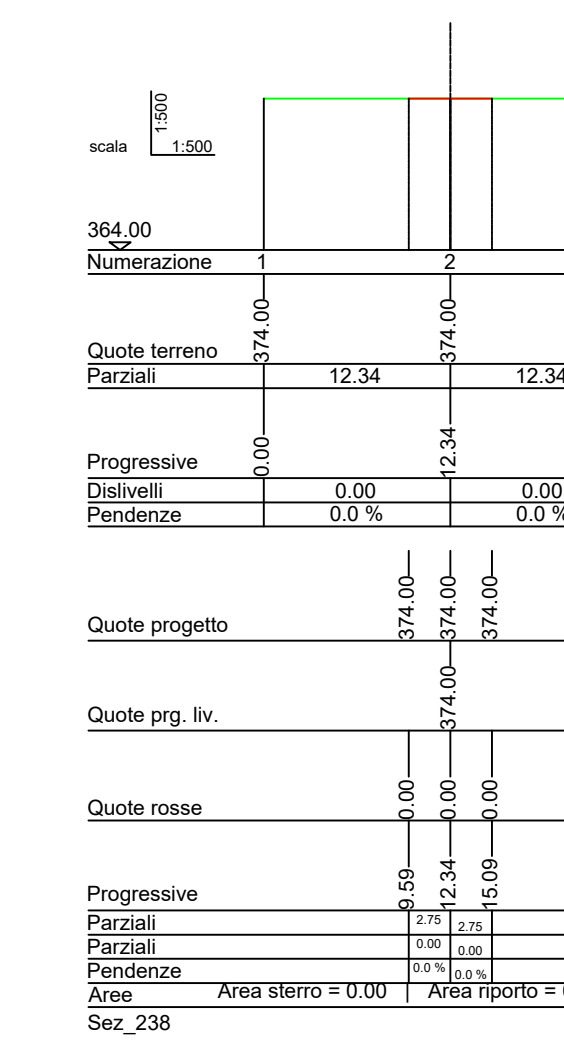 1:500
scala 1:500
364.00
Numerazione 1 2
Quote terreno 374.00 374.00
Parziali 12.34 12.34
Progressive 0.00 12.34
Dislivelli 0.00 0.00
Pendenze 0.0 % 0.0 %
Quote progetto 374.00 374.00 374.00
Quote prg. liv. 374.00
Quote rosse 0.00 0.00 0.00
Progressive 9.59 12.34 15.09
Parziali 2.75 2.75
Parziali 0.00 0.00
Pendenze 0.0 % 0.0 %
Aree Area sterro = 0.00 Area riporto =
Sez_238